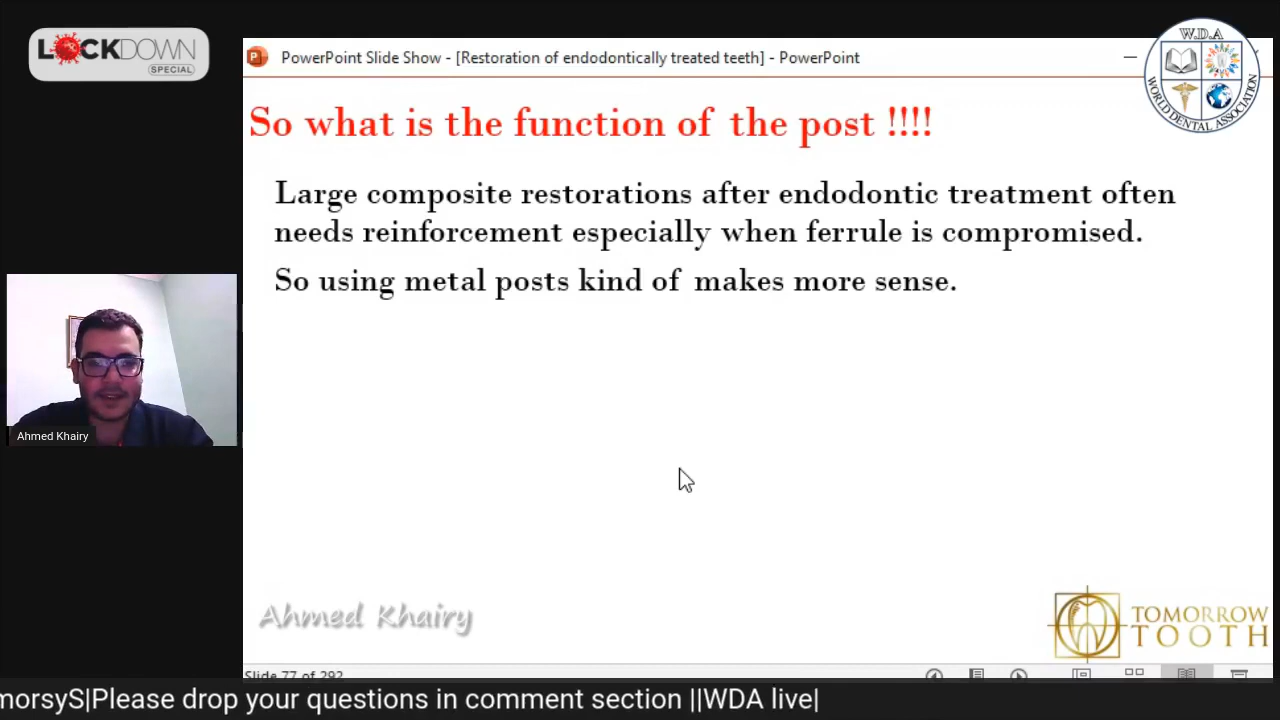 LOCKDOWN
SPECIAL
PowerPoint Slide Show - [Restoration of endodontically treated teeth] - PowerPoint
W.D.A
WORLD DENTAL ASSOCIATION
So what is the function of the post !!!!
Large composite restorations after endodontic treatment often
needs reinforcement especially when ferrule is compromised.
So using metal posts kind of makes more sense.
Ahmed Khairy
Ahmed Khairy
TOMORROW
TOOTH
Slide 77 of 292
morsyS|Please drop your questions in comment section ||WDA live|